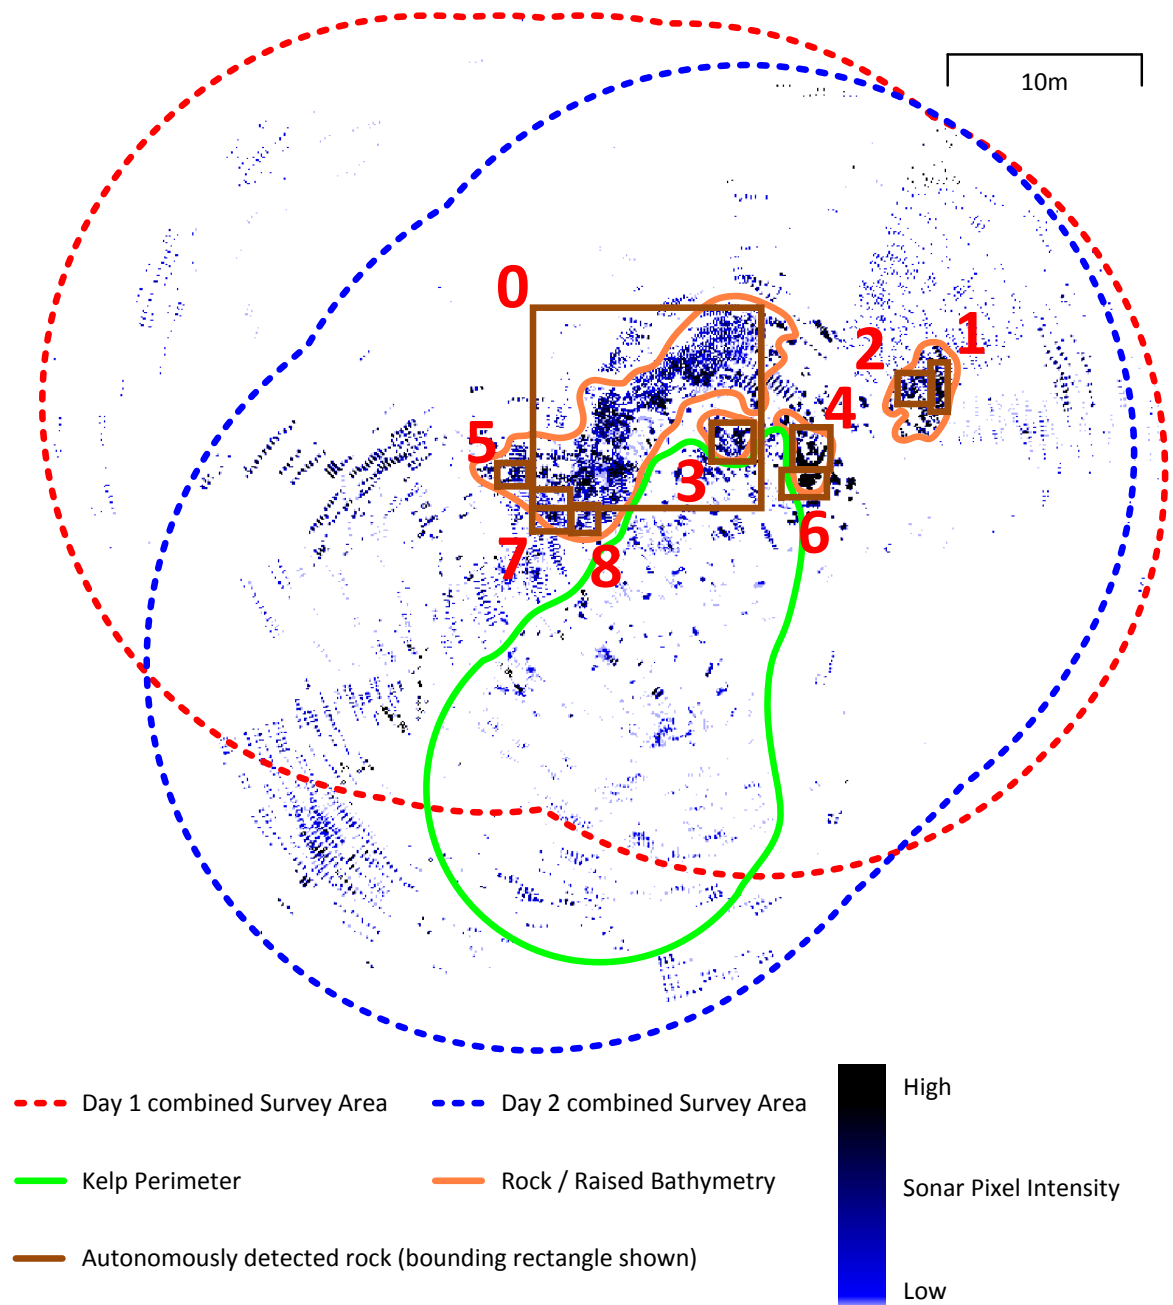 10m
0
1
2
4
5
3
6
7
8
Day 1 combined Survey Area
Day 2 combined Survey Area
High
Kelp Perimeter
Rock / Raised Bathymetry
Sonar Pixel Intensity
Autonomously detected rock (bounding rectangle shown)
Low